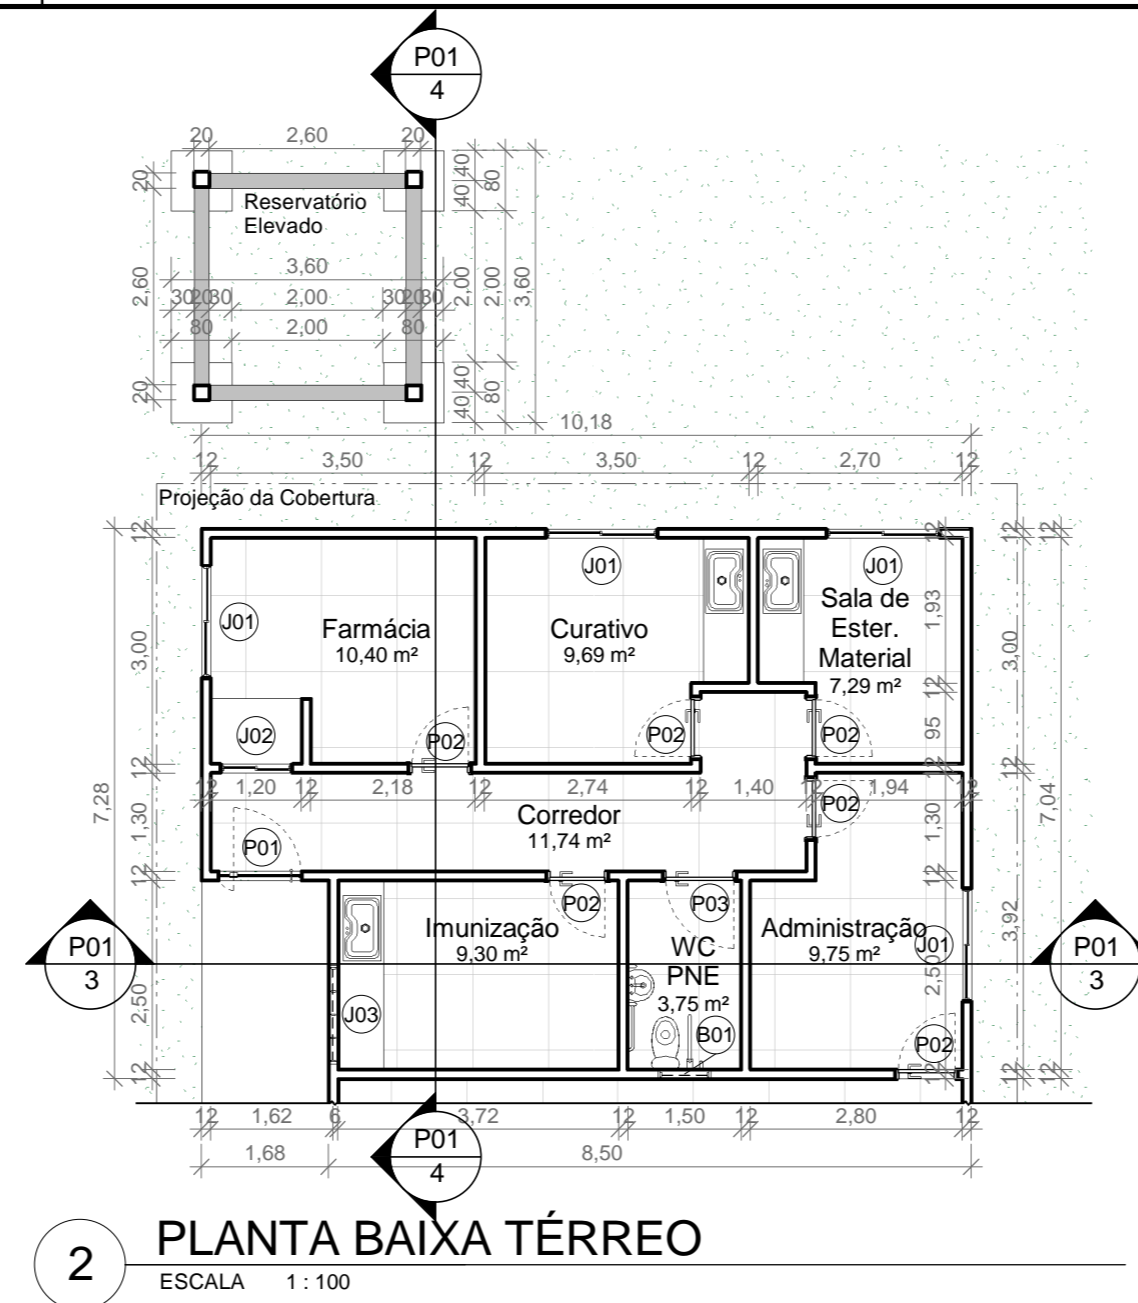 P01
4
20 2,60 20
20
40
80
40
Reservatório
Elevado
3,60
2,60
30 20 30 2,00 30 20 30
2,00
2,00
3,60
80 2,00 80
20
40
80
40
10,18
12 3,50 12 3,50 12 2,70 12
Projeção da Cobertura
12 12 12 12
J01 J01
J01
Farmácia
10,40 m²
Curativo
9,69 m²
Sala de
Ester.
Material
7,29 m²
1,93
3,00
3,00
12
J02 P02 P02 P02
95
12 12 12
12 1,20 12 2,18 12 2,74 12 1,40 12 1,94 12
P02
7,28
1,30
Corredor
11,74 m²
1,30
7,04
P01
12 12
P02 P03
Imunização
9,30 m²
WC
PNE
3,75 m²
Administração
9,75 m²
J01
3,92
P01
3
P01
3
2,50
2,50
J03
B01
P02
12 12 12 12
12 1,62 6 3,72 12 1,50 12 2,80 12
P01
4
1,68 8,50
2
PLANTA BAIXA TÉRREO
ESCALA 1 : 100